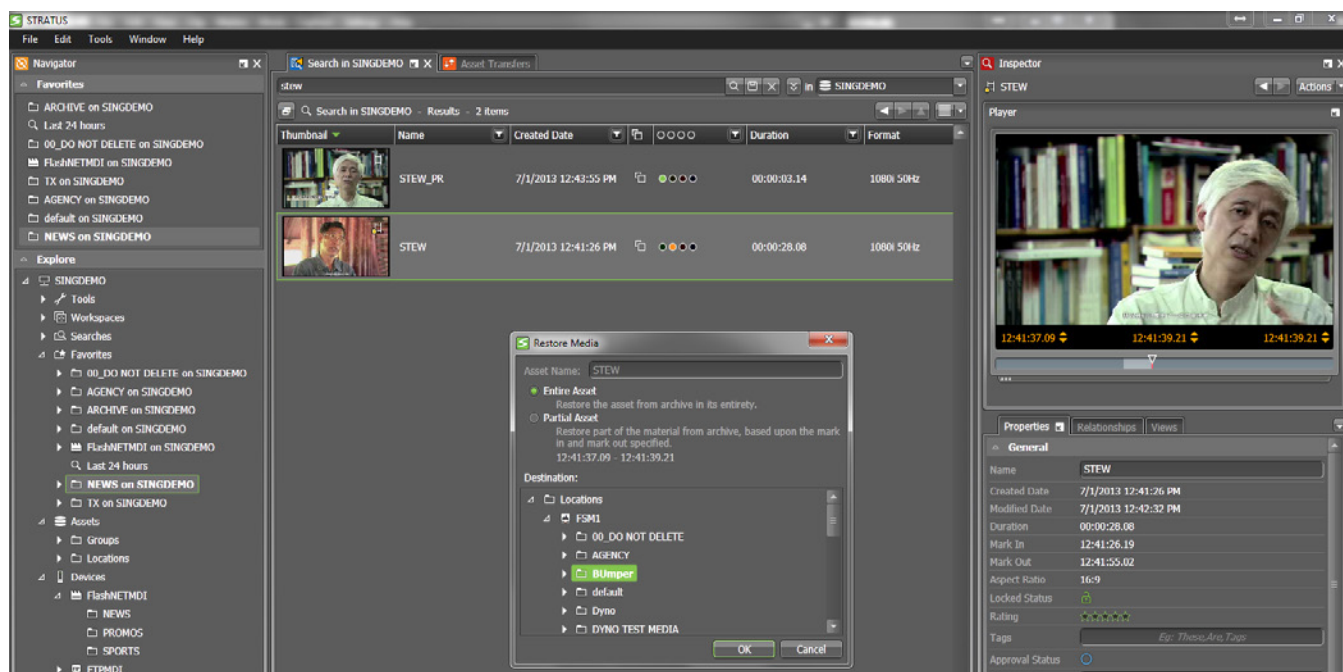 STRATUS
File Edit Tools Window Help
Navigator
Favorites
ARCHIVE on SINGDEMO
Last 24 hours
00_DO NOT DELETE on SINGDEMO
FlashNETMDI on SINGDEMO
TX on SINGDEMO
AGENCY on SINGDEMO
default on SINGDEMO
NEWS on SINGDEMO
Explore
SINGDEMO
Tools
Workspaces
Searches
Favorites
00_DO NOT DELETE on SINGDEMO
AGENCY on SINGDEMO
ARCHIVE on SINGDEMO
default on SINGDEMO
FlashNETMDI on SINGDEMO
Last 24 hours
NEWS on SINGDEMO
TX on SINGDEMO
Assets
Groups
Locations
Devices
FlashNETMDI
NEWS
PROMOS
SPORTS
FTPMDI
Search in SINGDEMO
Asset Transfers
stew
in SINGDEMO
Search in SINGDEMO - Results - 2 items
Thumbnail Name Created Date Duration Format
STEW_PR 7/1/2013 12:43:55 PM 00:00:03.14 1080i 50Hz
STEW 7/1/2013 12:41:26 PM 00:00:28.08 1080i 50Hz
Restore Media
Asset Name: STEW
Entire Asset
Restore the asset from archive in its entirety.
Partial Asset
Restore part of the material from archive, based upon the mark
in and mark out specified.
12:41:37.09 - 12:41:39.21
Destination:
Locations
FSM1
00_DO NOT DELETE
AGENCY
BUmper
default
Dyno
DYNO TEST MEDIA
OK Cancel
Inspector
STEW
Actions
Player
12:41:37.09 12:41:39.21 12:41:39.21
Properties Relationships Views
General
Name STEW
Created Date 7/1/2013 12:41:26 PM
Modified Date 7/1/2013 12:42:32 PM
Duration 00:00:28.08
Mark In 12:41:26.19
Mark Out 12:41:55.02
Aspect Ratio 16:9
Locked Status
Rating
Tags Eg: These,Are,Tags
Approval Status